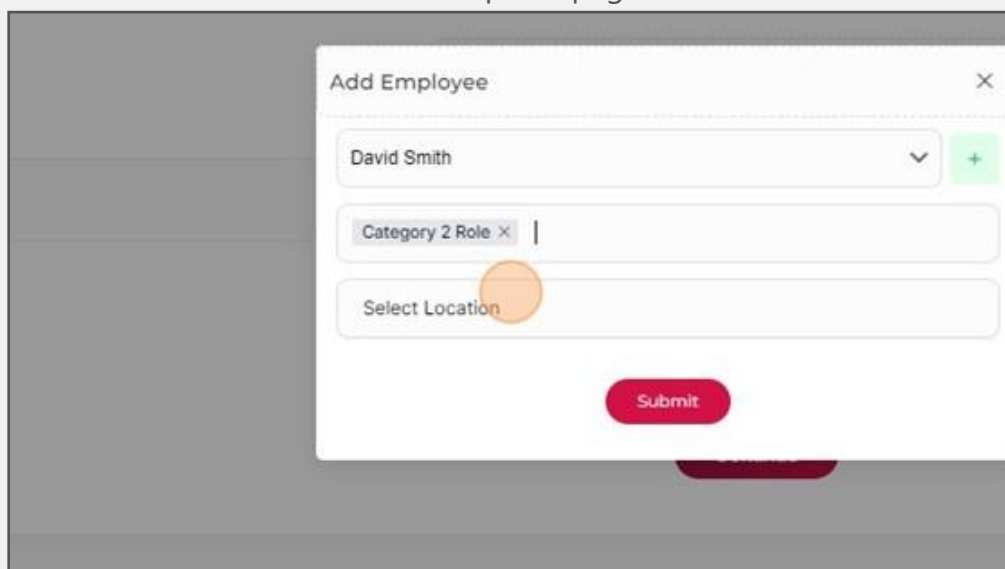 Add Employee
David Smith
+
Category 2 Role ×
Select Location
Submit